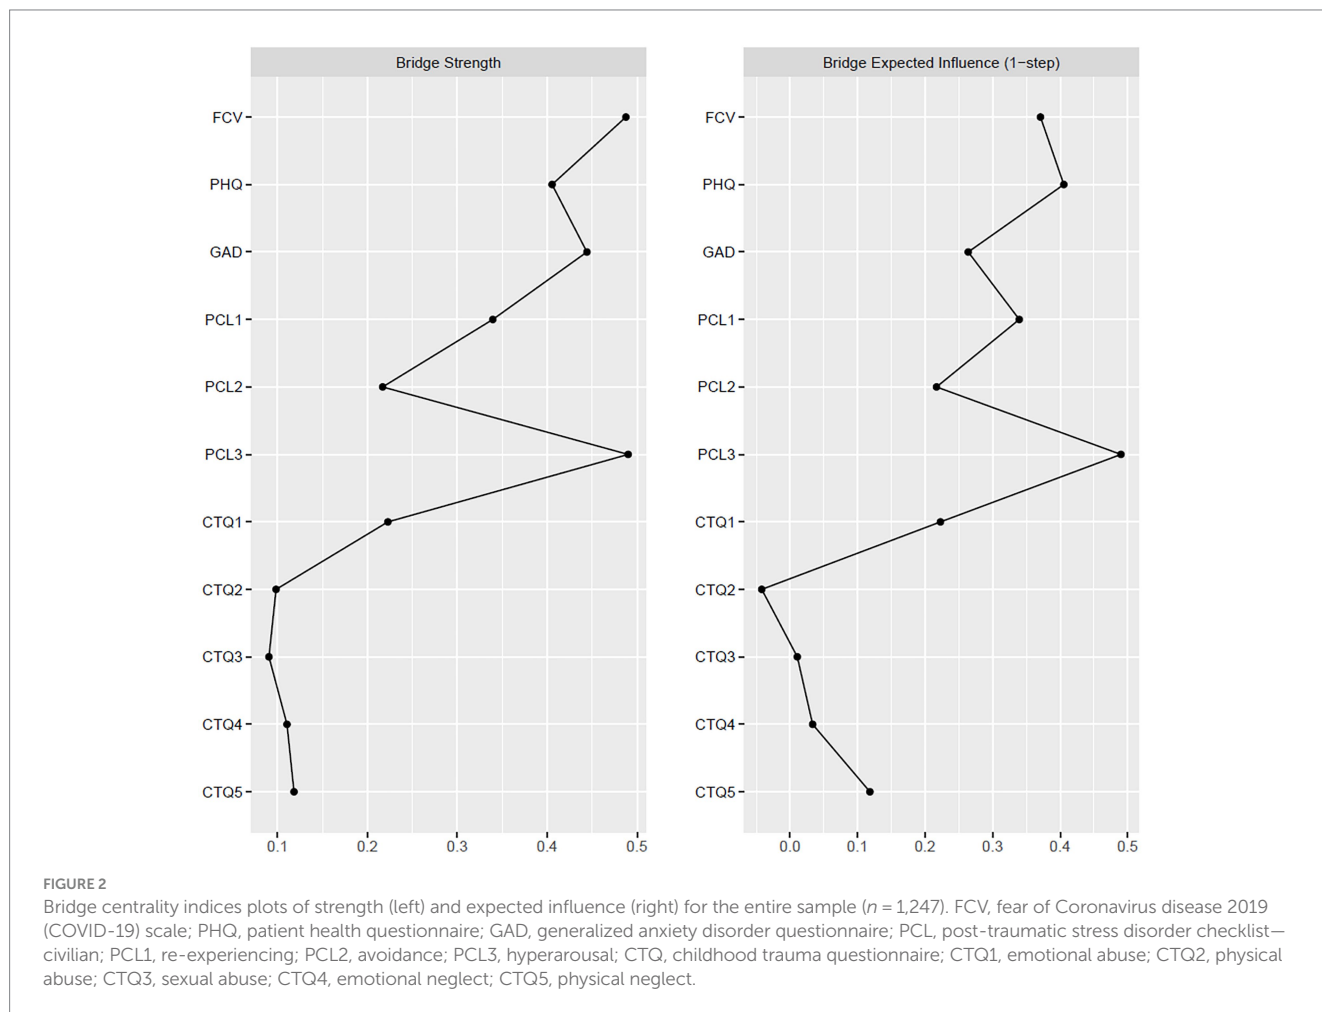 Bridge Strength
FCV
PHQ
GAD
PCL1
PCL2
PCL3
CTQ1
CTQ2
CTQ3
CTQ4
CTQ5
0.1 0.2 0.3 0.4 0.5
Bridge Expected Influence (1−step)
FCV
PHQ
GAD
PCL1
PCL2
PCL3
CTQ1
CTQ2
CTQ3
CTQ4
CTQ5
0.0 0.1 0.2 0.3 0.4 0.5
FIGURE 2
Bridge centrality indices plots of strength (left) and expected influence (right) for the entire sample (n = 1,247). FCV, fear of Coronavirus disease 2019
(COVID-19) scale; PHQ, patient health questionnaire; GAD, generalized anxiety disorder questionnaire; PCL, post-traumatic stress disorder checklist—
civilian; PCL1, re-experiencing; PCL2, avoidance; PCL3, hyperarousal; CTQ, childhood trauma questionnaire; CTQ1, emotional abuse; CTQ2, physical
abuse; CTQ3, sexual abuse; CTQ4, emotional neglect; CTQ5, physical neglect.